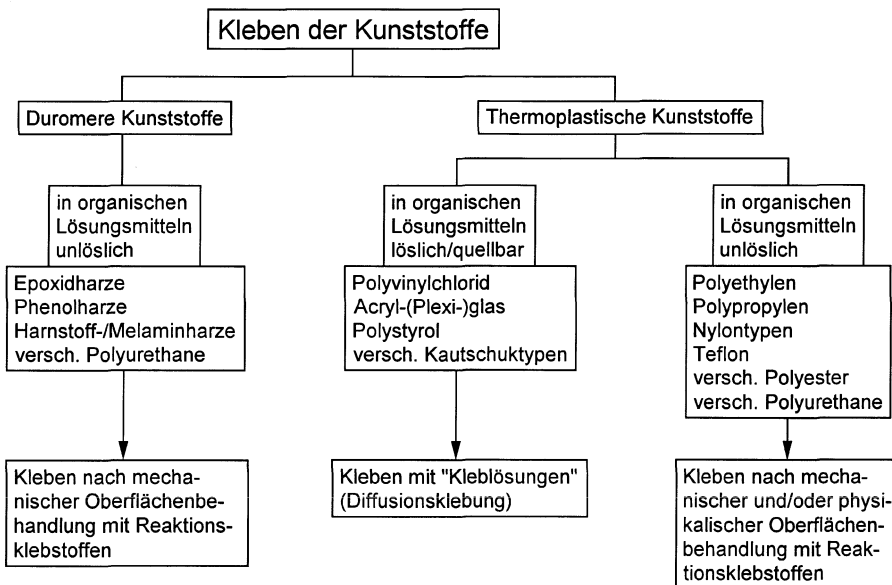 Kleben der Kunststoffe
Duromere Kunststoffe
Thermoplastische Kunststoffe
in organischen
Lösungsmitteln
unlöslich
Epoxidharze
Phenolharze
Harnstoff-/Melaminharze
versch. Polyurethane
Kleben nach mecha-
nischer Oberflächenbe-
handlung mit Reaktions-
klebstoffen
in organischen
Lösungsmitteln
löslich/quellbar
Polyvinylchlorid
Acryl-(Plexi-)glas
Polystyrol
versch. Kautschuktypen
Kleben mit "Kleblösungen"
(Diffusionsklebung)
in organischen
Lösungsmitteln
unlöslich
Polyethylen
Polypropylen
Nylontypen
Teflon
versch. Polyester
versch. Polyurethane
Kleben nach mecha-
nischer und/oder physi-
kalischer Oberflächen-
behandlung mit Reak-
tionsklebstoffen